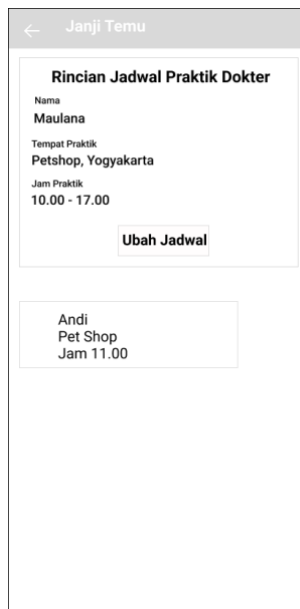 Janji Temu
Rincian Jadwal Praktik Dokter
Nama
Maulana
Tempat Praktik
Petshop, Yogyakarta
Jam Praktik
10.00 - 17.00
Ubah Jadwal
Andi
Pet Shop
Jam 11.00